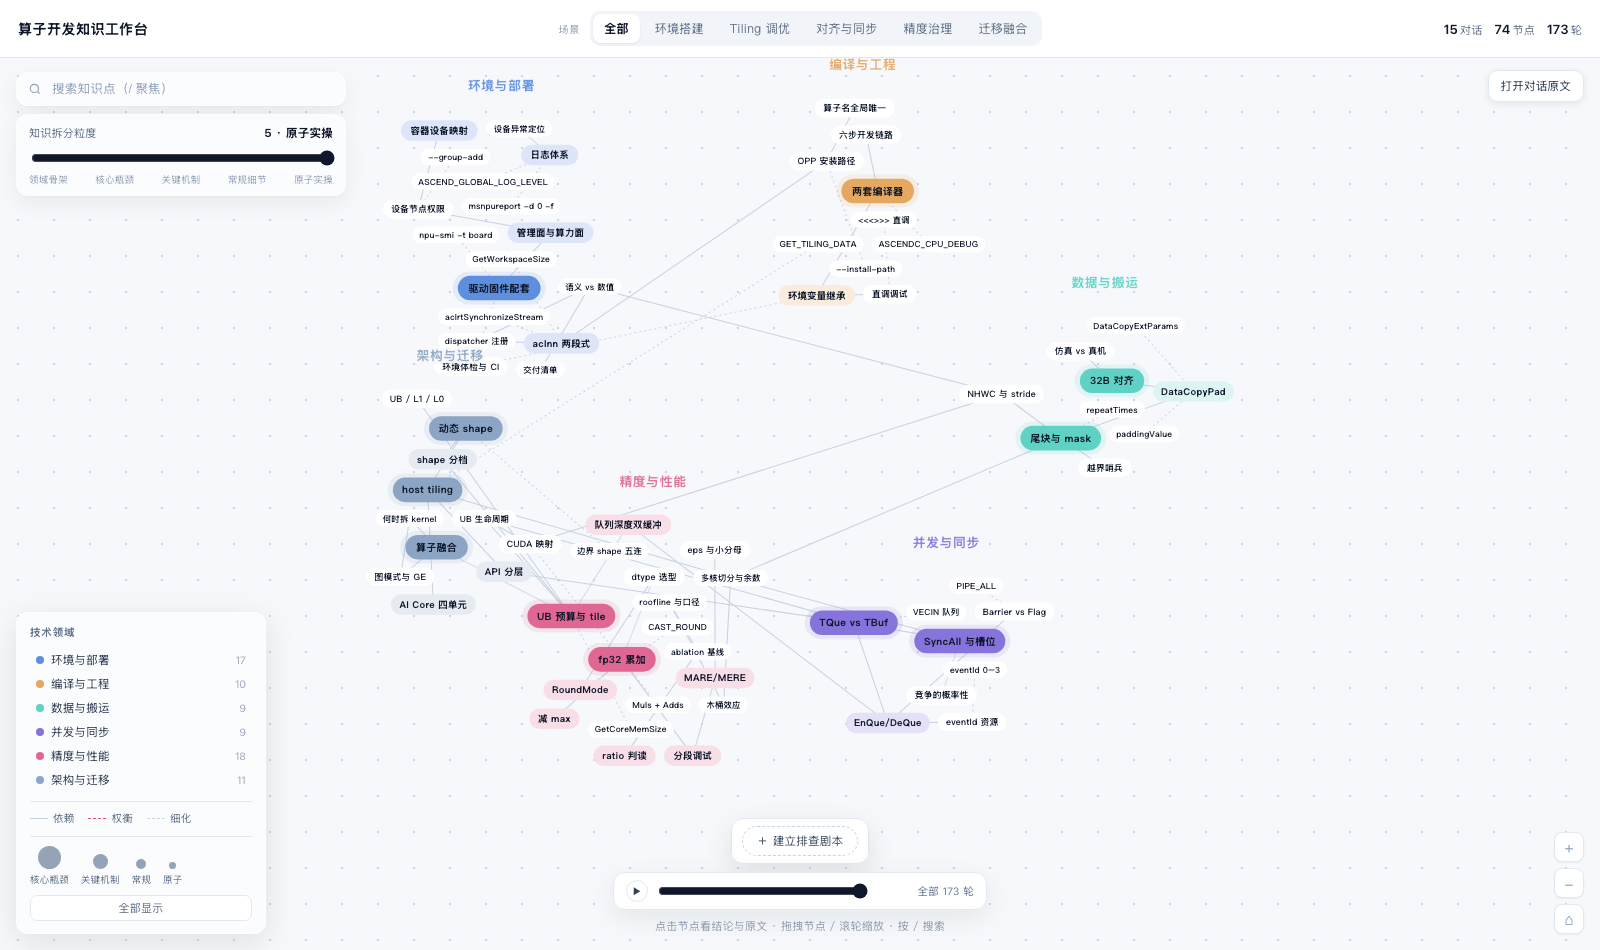 算子开发知识工作台
场景 全部 环境搭建 Tiling 调优 对齐与同步 精度治理 迁移融合
15 对话 74 节点 173 轮
搜索知识点（/ 聚焦）
打开对话原文
知识拆分粒度 5 · 原子实操
领域骨架 核心瓶颈 关键机制 常规细节 原子实操
环境与部署
容器设备映射
设备异常定位
--group-add
日志体系
ASCEND_GLOBAL_LOG_LEVEL
设备节点权限
msnpureport -d 0 -f
npu-smi -t board
管理面与算力面
GetWorkspaceSize
驱动固件配套
语义 vs 数值
aclrtSynchronizeStream
dispatcher 注册
aclnn 两段式
环境体检与 CI
交付清单
编译与工程
算子名全局唯一
六步开发链路
OPP 安装路径
两套编译器
<<<>>> 直调
GET_TILING_DATA
ASCENDC_CPU_DEBUG
--install-path
环境变量继承
直调调试
数据与搬运
DataCopyExtParams
仿真 vs 真机
32B 对齐
DataCopyPad
NHWC 与 stride
repeatTimes
尾块与 mask
paddingValue
越界哨兵
架构与迁移
UB / L1 / L0
动态 shape
shape 分档
host tiling
何时拆 kernel
UB 生命周期
算子融合
CUDA 映射
图模式与 GE
API 分层
AI Core 四单元
精度与性能
队列深度双缓冲
边界 shape 五连
eps 与小分母
dtype 选型
多核切分与余数
roofline 与口径
UB 预算与 tile
CAST_ROUND
ablation 基线
fp32 累加
MARE/MERE
RoundMode
Muls + Adds
木桶效应
减 max
GetCoreMemSize
ratio 判读
分段调试
并发与同步
PIPE_ALL
VECIN 队列
Barrier vs Flag
TQue vs TBuf
SyncAll 与槽位
eventId 0–3
竞争的概率性
EnQue/DeQue
eventId 资源
技术领域
环境与部署 17
编译与工程 10
数据与搬运 9
并发与同步 9
精度与性能 18
架构与迁移 11
依赖 权衡 细化
核心瓶颈 关键机制 常规 原子
全部显示
+ 建立排查剧本
全部 173 轮
点击节点看结论与原文 · 拖拽节点 / 滚轮缩放 · 按 / 搜索
+
−
⌂